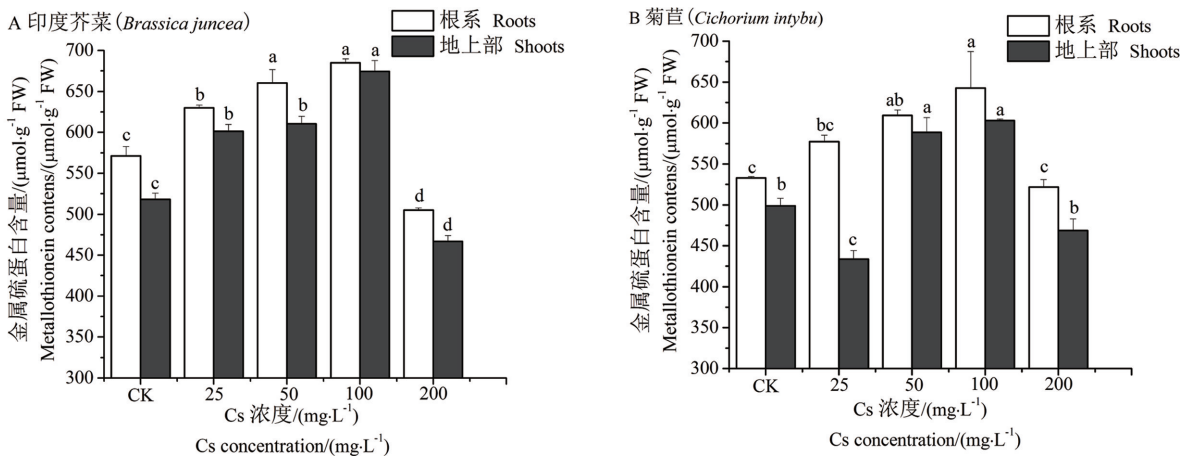 A 印度芥菜(Brassica juncea)
根系 Roots
地上部 Shoots
金属硫蛋白含量/(μmol·g⁻¹ FW)
Metallothionein contens/(μmol·g⁻¹ FW)
700
650
600
550
500
450
400
350
300
c
c
b
b
a
b
a
a
d
d
CK
25
50
100
200
Cs 浓度/(mg·L⁻¹)
Cs concentration/(mg·L⁻¹)
B 菊苣(Cichorium intybu)
根系 Roots
地上部 Shoots
金属硫蛋白含量/(μmol·g⁻¹ FW)
Metallothionein contens/(μmol·g⁻¹ FW)
700
650
600
550
500
450
400
350
300
c
b
bc
c
ab
a
a
a
c
b
CK
25
50
100
200
Cs 浓度/(mg·L⁻¹)
Cs concentration/(mg·L⁻¹)